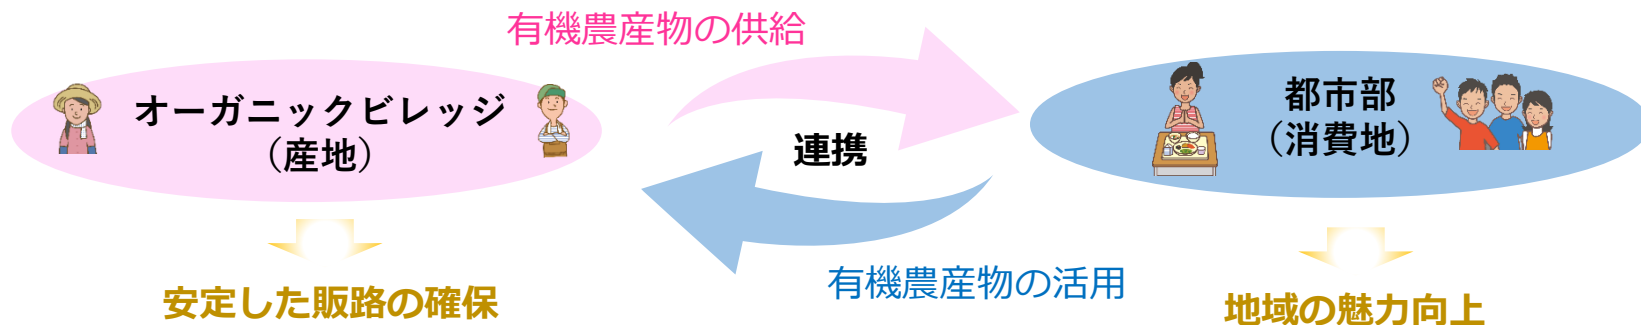 有機農産物の供給
オーガニックビレッジ
（産地）
連携
都市部
（消費地）
有機農産物の活用
安定した販路の確保
地域の魅力向上